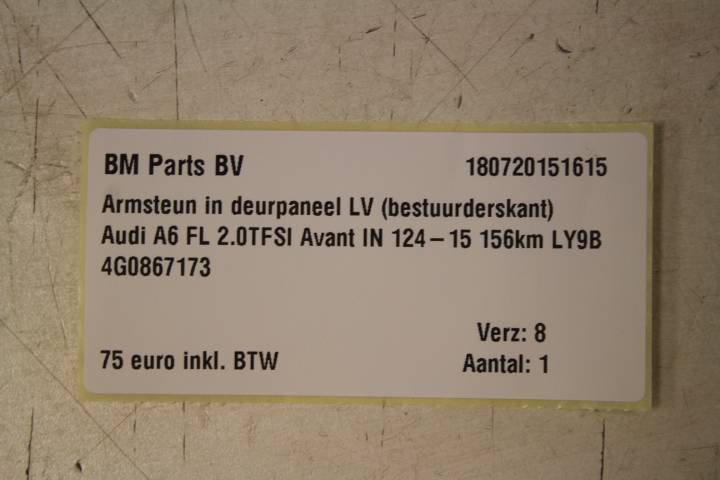 BM Parts BV 180720151615
Armsteun in deurpaneel LV (bestuurderskant)
Audi A6 FL 2.0TFSI Avant IN 124-15 156km LY9B
4G0867173
Verz: 8
75 euro inkl. BTW Aantal: 1